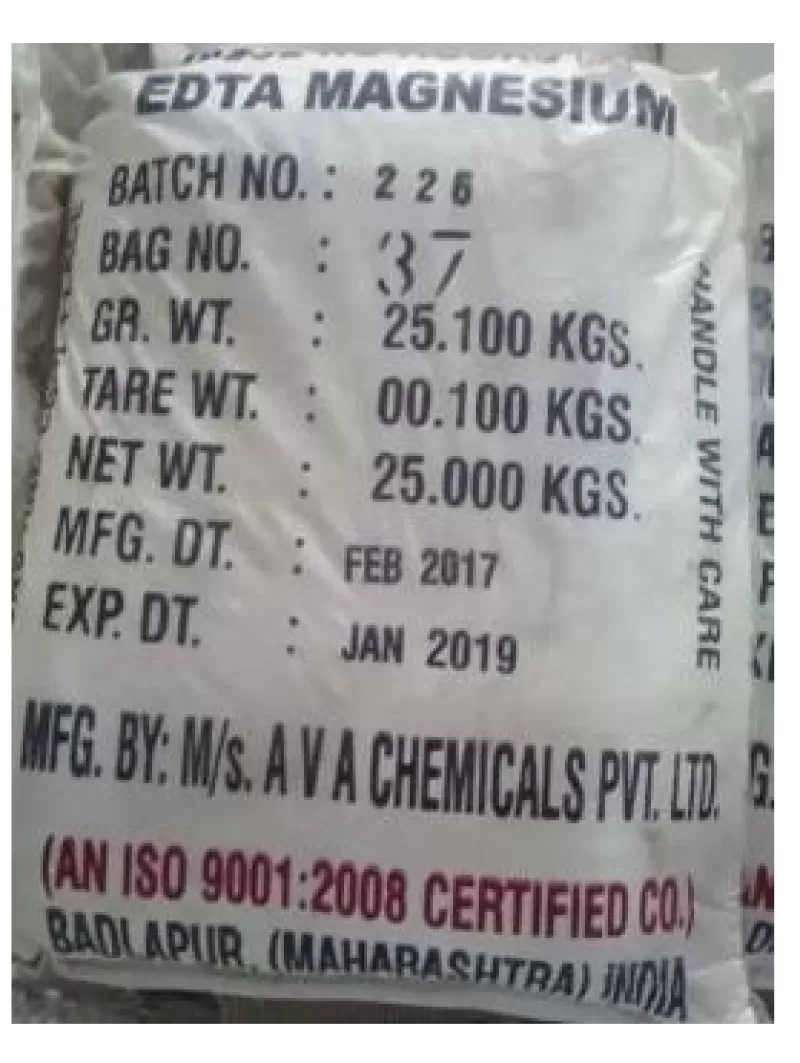 EDTA MAGNESIUM
BATCH NO. : 226
BAG NO. : 37
GR. WT. : 25.100 KGS.
TARE WT. : 00.100 KGS.
NET WT. : 25.000 KGS.
MFG. DT. : FEB 2017
EXP. DT. : JAN 2019
MFG. BY: M/s. A V A CHEMICALS PVT. LTD.
(AN ISO 9001:2008 CERTIFIED CO.)
BADLAPUR, (MAHARASHTRA) INDIA
HANDLE WITH CARE